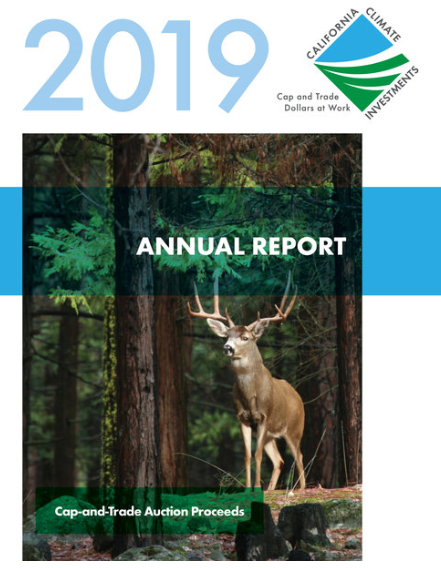 2019
CALIFORNIA CLIMATE
INVESTMENTS
Cap and Trade
Dollars at Work
ANNUAL REPORT
Cap-and-Trade Auction Proceeds